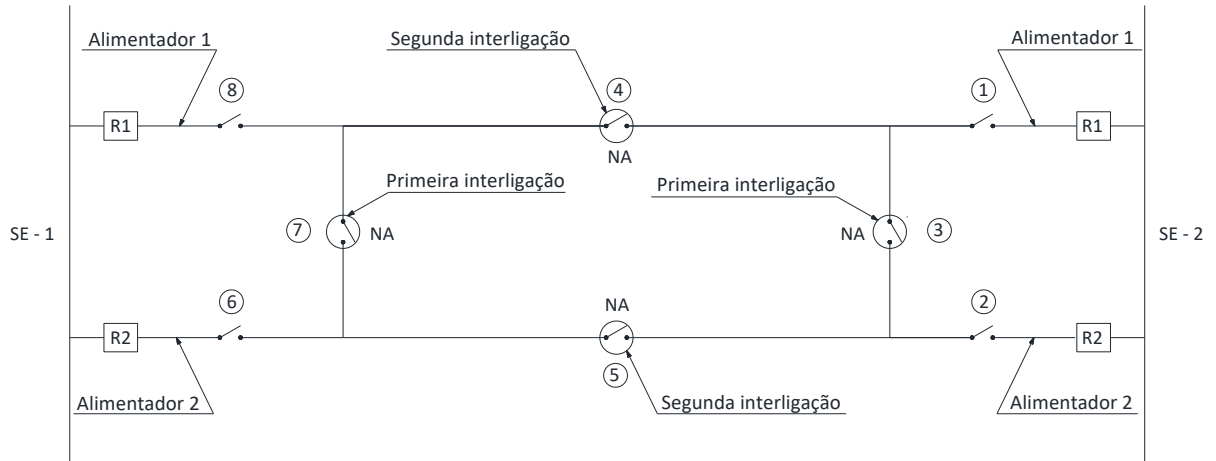 Segunda interligação
Alimentador 1
Alimentador 1
8
4
1
R1
R1
NA
Primeira interligação
Primeira interligação
SE - 1
7
NA
NA
3
SE - 2
6
NA
2
R2
R2
5
Alimentador 2
Segunda interligação
Alimentador 2